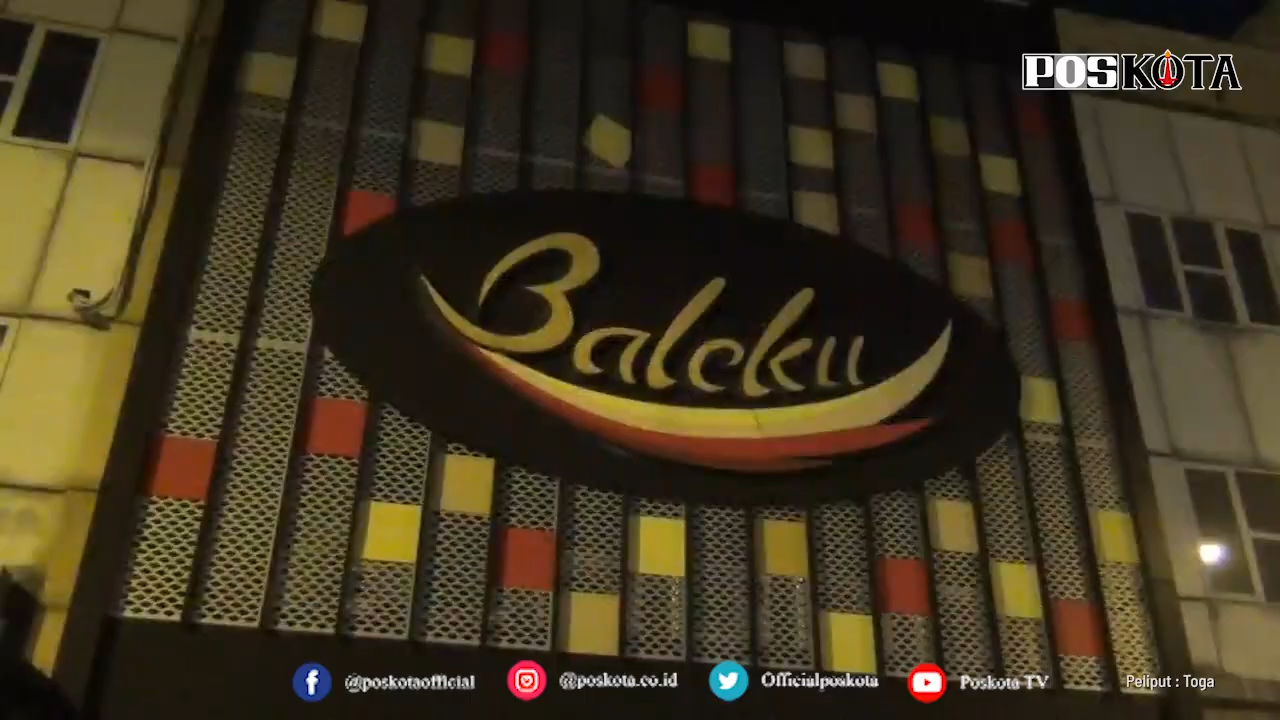 POSKOTA
Baleku
@poskotaofficial
@poskota.co.id
Officialposkota
Poskota TV
Peliput : Toga